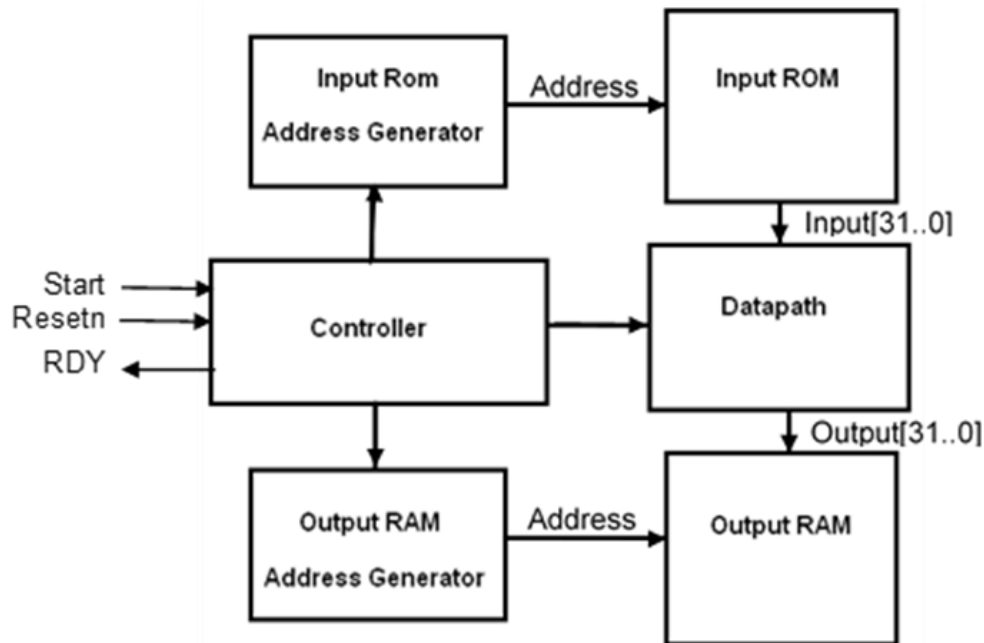 Input Rom
Address Generator
Address
Input ROM
Input[31..0]
Start
Resetn
RDY
Controller
Datapath
Output[31..0]
Output RAM
Address Generator
Address
Output RAM